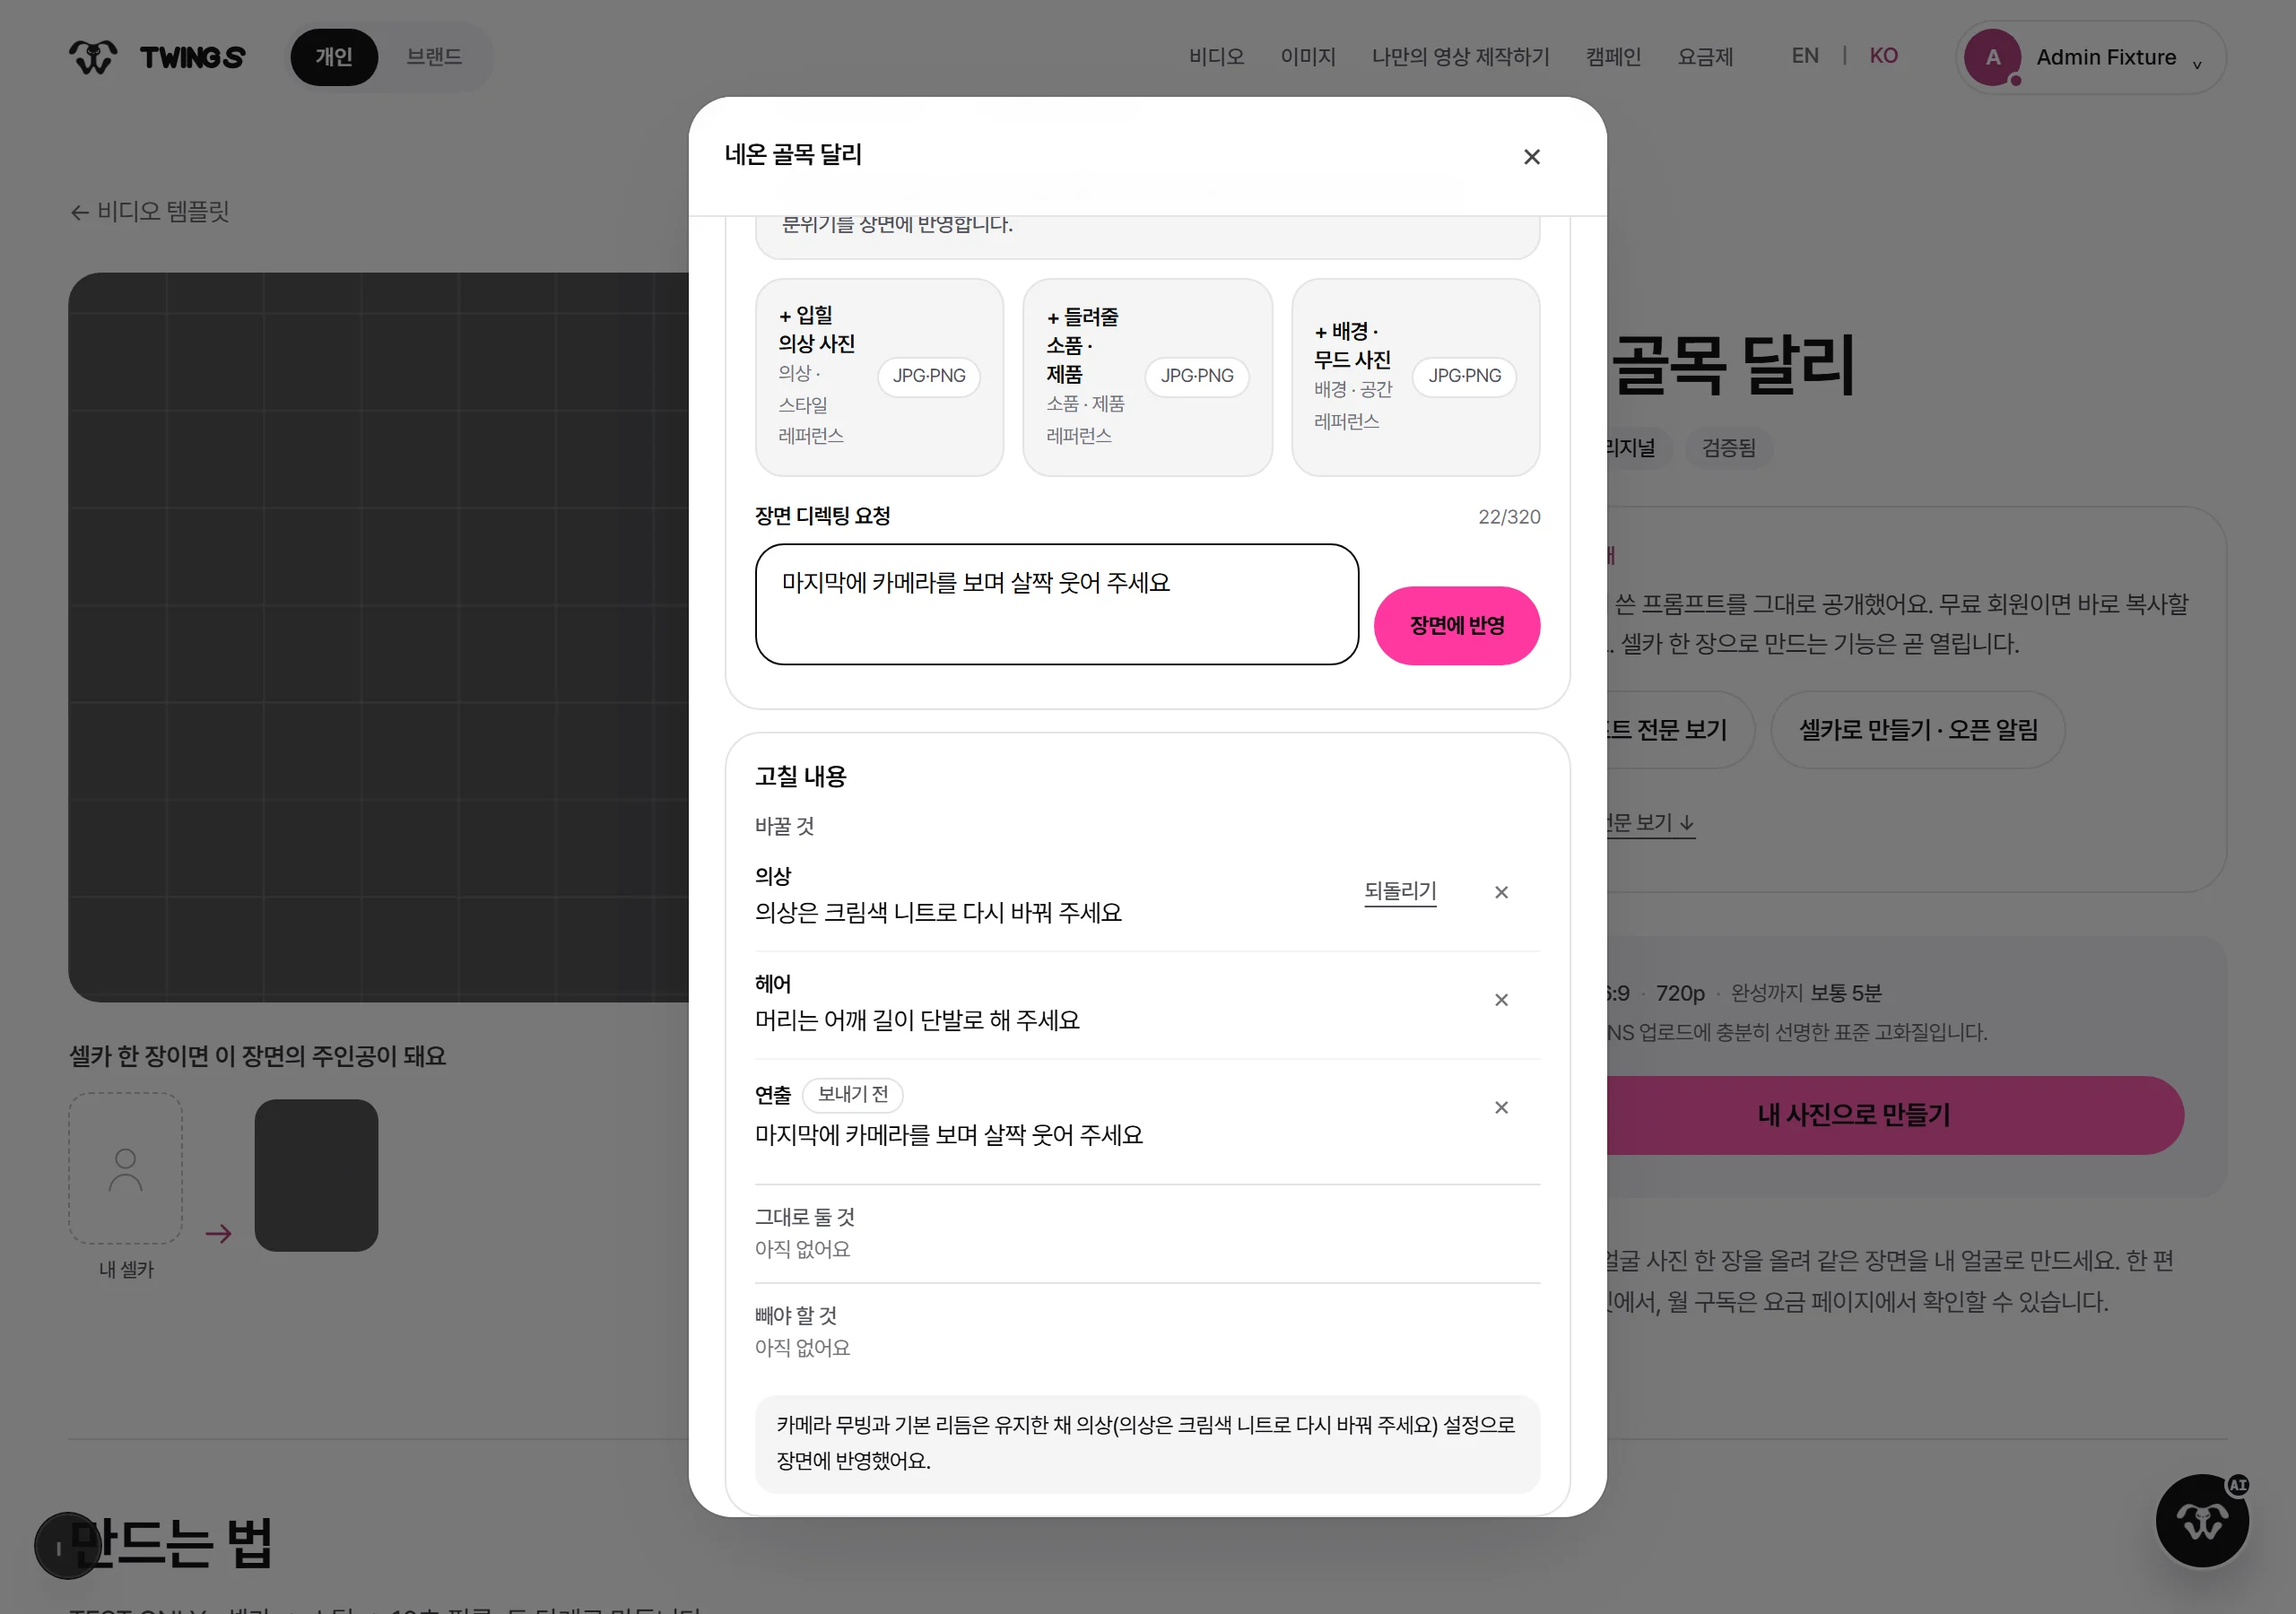 TWINGS
개인
브랜드
비디오
이미지
나만의 영상 제작하기
캠페인
요금제
EN | KO
A
Admin Fixture
← 비디오 템플릿
셀카 한 장이면 이 장면의 주인공이 돼요
내 셀카
만드는 법
네온 골목 달리
×
분위기를 장면에 반영합니다.
+ 입힐
의상 사진
의상 ·
스타일
레퍼런스
JPG·PNG
+ 들려줄
소품 ·
제품
소품 · 제품
레퍼런스
JPG·PNG
+ 배경 ·
무드 사진
배경 · 공간
레퍼런스
JPG·PNG
장면 디렉팅 요청
22/320
마지막에 카메라를 보며 살짝 웃어 주세요
장면에 반영
고칠 내용
바꿀 것
의상
의상은 크림색 니트로 다시 바꿔 주세요
되돌리기
×
헤어
머리는 어깨 길이 단발로 해 주세요
×
연출
보내기 전
마지막에 카메라를 보며 살짝 웃어 주세요
×
그대로 둘 것
아직 없어요
빼야 할 것
아직 없어요
카메라 무빙과 기본 리듬은 유지한 채 의상(의상은 크림색 니트로 다시 바꿔 주세요) 설정으로
장면에 반영했어요.
골목 달리
검증됨
쓴 프롬프트를 그대로 공개했어요. 무료 회원이면 바로 복사할
셀카 한 장으로 만드는 기능은 곧 열립니다.
전문 보기
셀카로 만들기 · 오픈 알림
보기 ↓
720p · 완성까지 보통 5분
업로드에 충분히 선명한 표준 고화질입니다.
내 사진으로 만들기
사진 한 장을 올려 같은 장면을 내 얼굴로 만드세요. 한 편
월 구독은 요금 페이지에서 확인할 수 있습니다.
AI